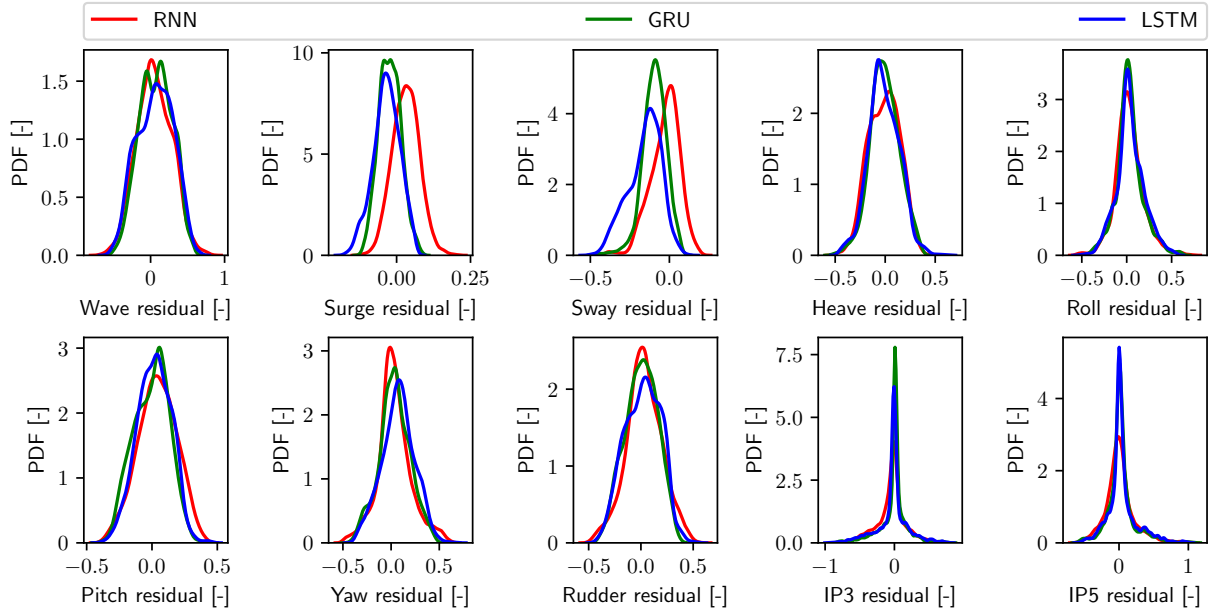 RNN GRU LSTM
0.0 0.5 1.0 1.5 PDF [-] 0 1 Wave residual [-]
0 5 10 PDF [-] 0.00 0.25 Surge residual [-]
0 2 4 PDF [-] −0.5 0.0 Sway residual [-]
0 1 2 PDF [-] −0.5 0.0 0.5 Heave residual [-]
0 1 2 3 PDF [-] −0.5 0.0 0.5 Roll residual [-]
0 1 2 3 PDF [-] −0.5 0.0 0.5 Pitch residual [-]
0 1 2 3 PDF [-] −0.5 0.0 0.5 Yaw residual [-]
0 1 2 PDF [-] −0.5 0.0 0.5 Rudder residual [-]
0.0 2.5 5.0 7.5 PDF [-] −1 0 IP3 residual [-]
0 2 4 PDF [-] 0 1 IP5 residual [-]